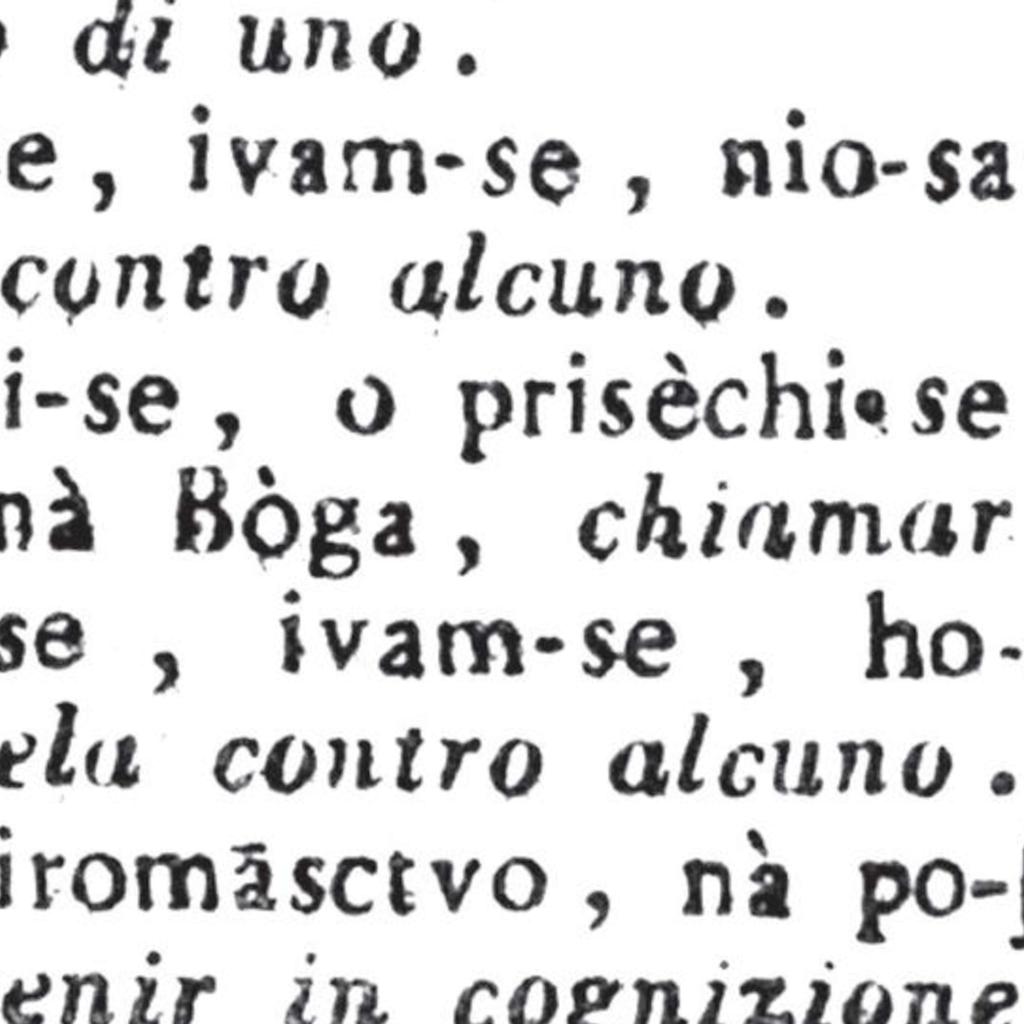 di uno .
e , ivam-se , nio-sa
contro alcuno .
i-se , o prisèchi-se
nà Bòga , chiamar
se , ivam-se , ho-
ela contro alcuno .
iromāsctvo , nà po-
enir in cognizione